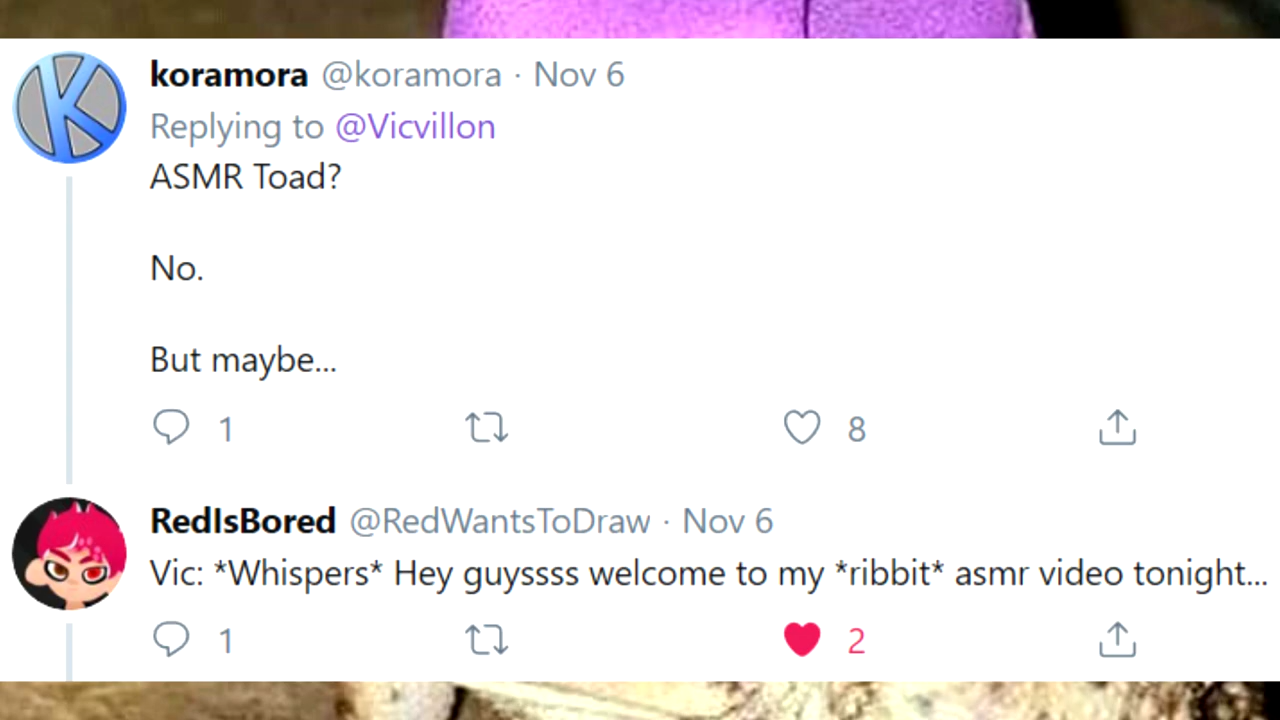 koramora @koramora · Nov 6
Replying to @Vicvillon
ASMR Toad?
No.
But maybe...
1 8
RedIsBored @RedWantsToDraw · Nov 6
Vic: *Whispers* Hey guyssss welcome to my *ribbit* asmr video tonight...
1 2